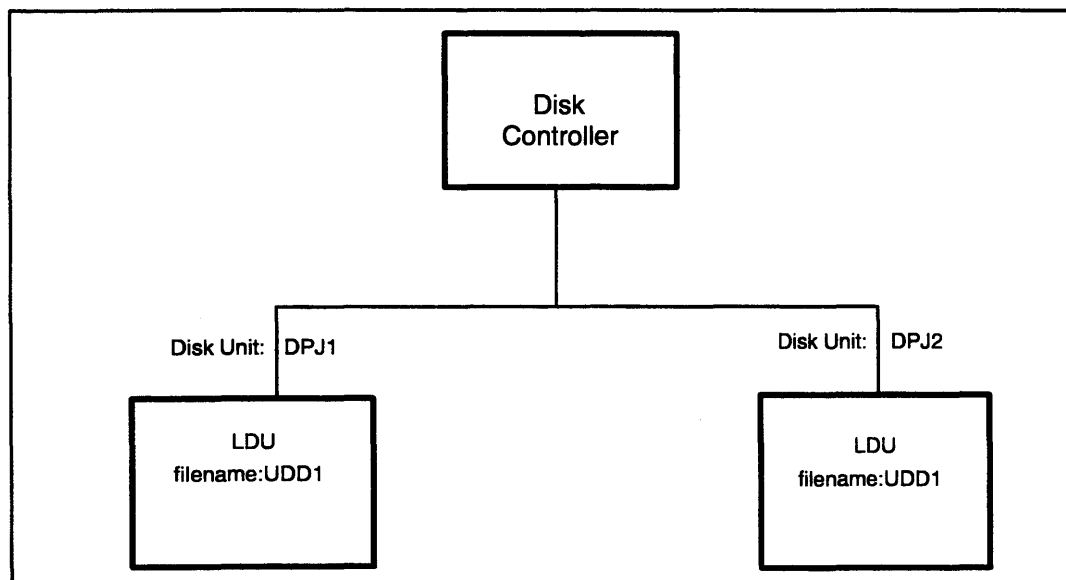 Disk
Controller
Disk Unit: DPJ1
Disk Unit: DPJ2
LDU
filename:UDD1
LDU
filename:UDD1